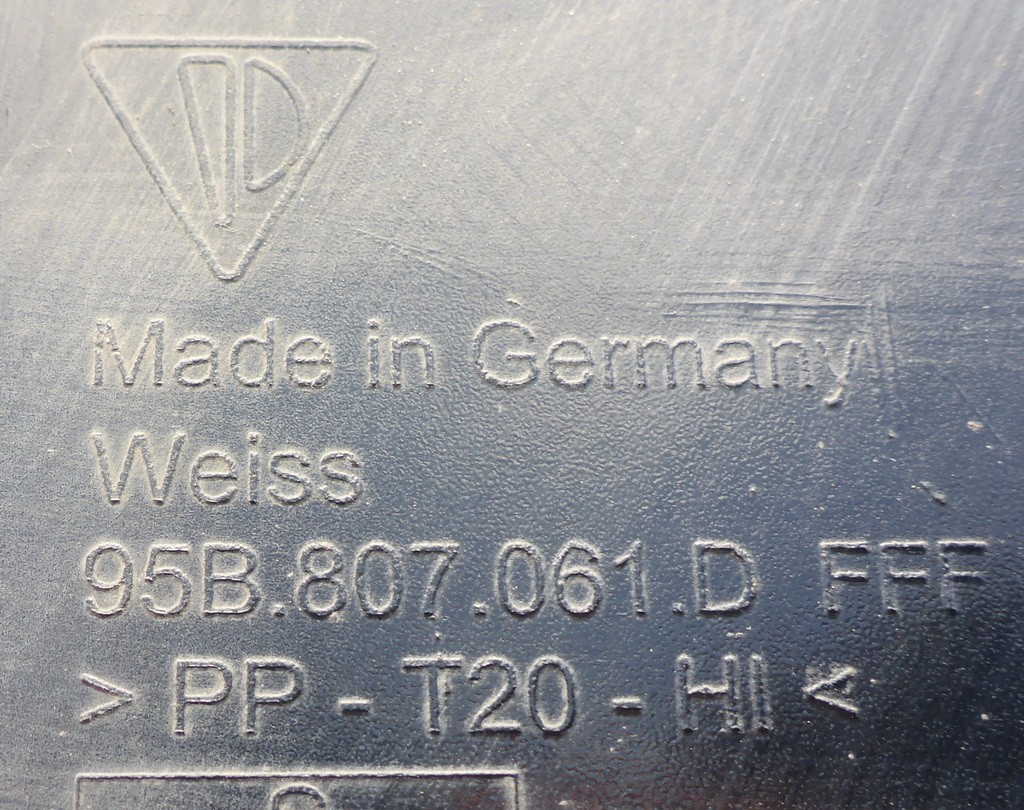 Made in Germany
Weiss
95B.807.061.D FFF
> PP - T20 - HI <